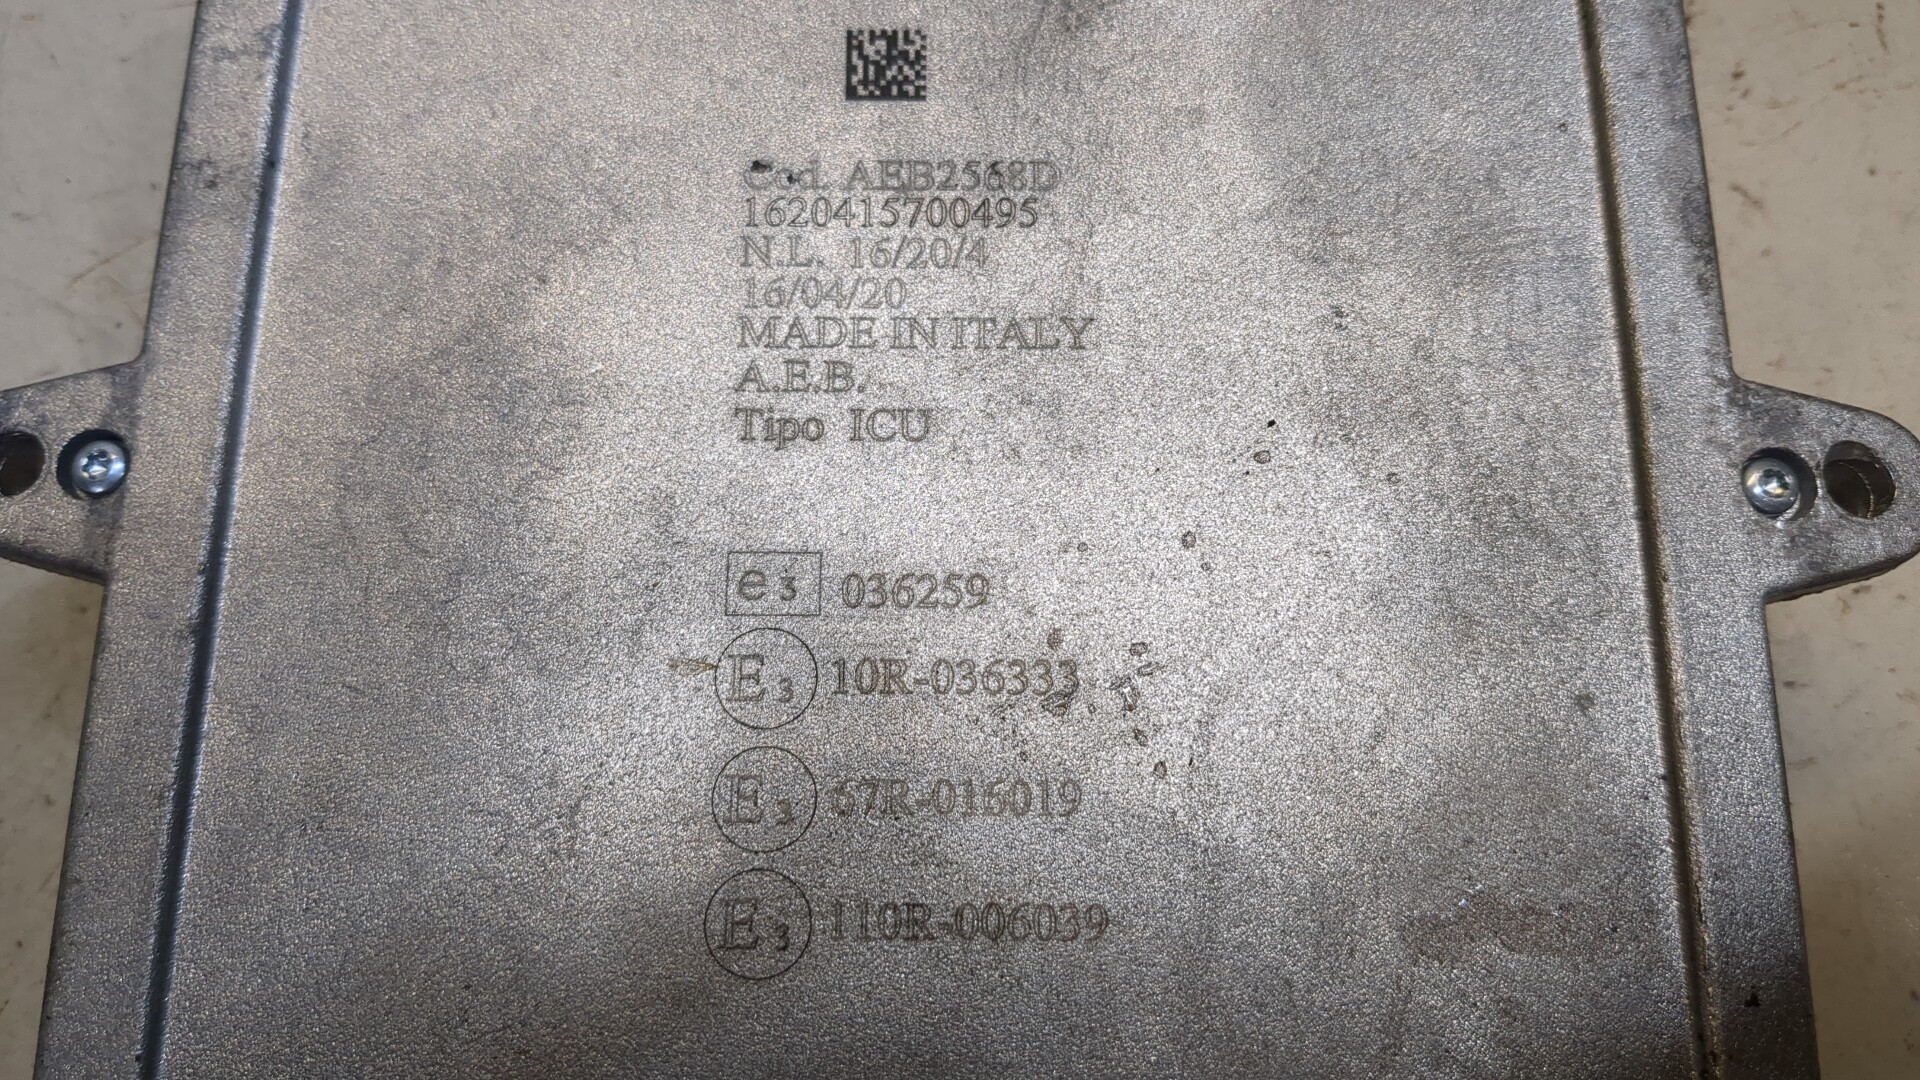 Cod. AEB2568D
1620415700495
N.L. 16/20/4
16/04/20
MADE IN ITALY
A.E.B.
Tipo ICU
e3 036259
E3 10R-036333
E3 67R-016019
E3 110R-006039